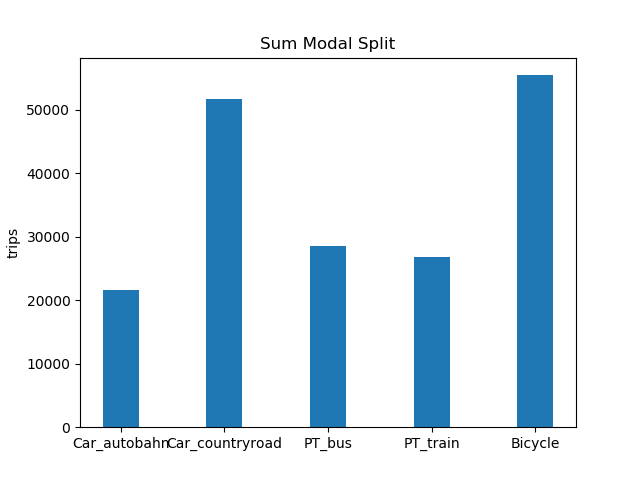 Sum Modal Split
trips
50000
40000
30000
20000
10000
0
Car_autobahn Car_countryroad PT_bus PT_train Bicycle